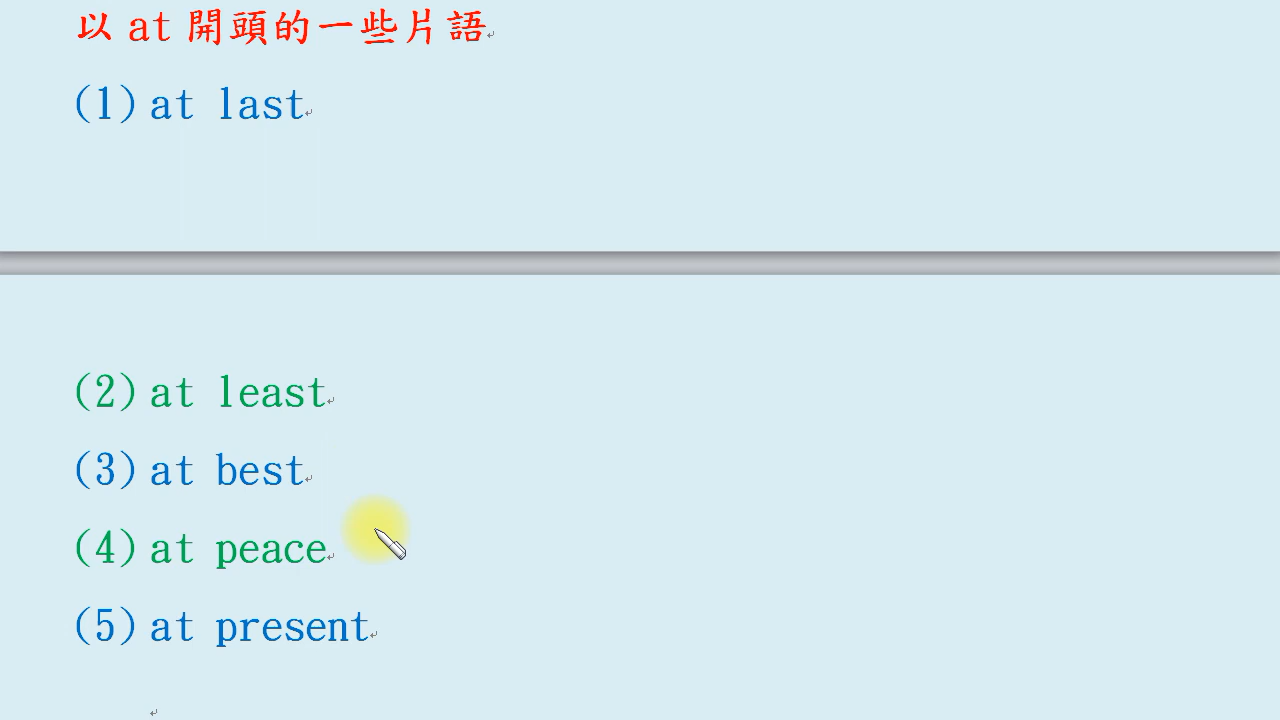 以 at 開頭的一些片語
(1) at last
(2) at least
(3) at best
(4) at peace
(5) at present